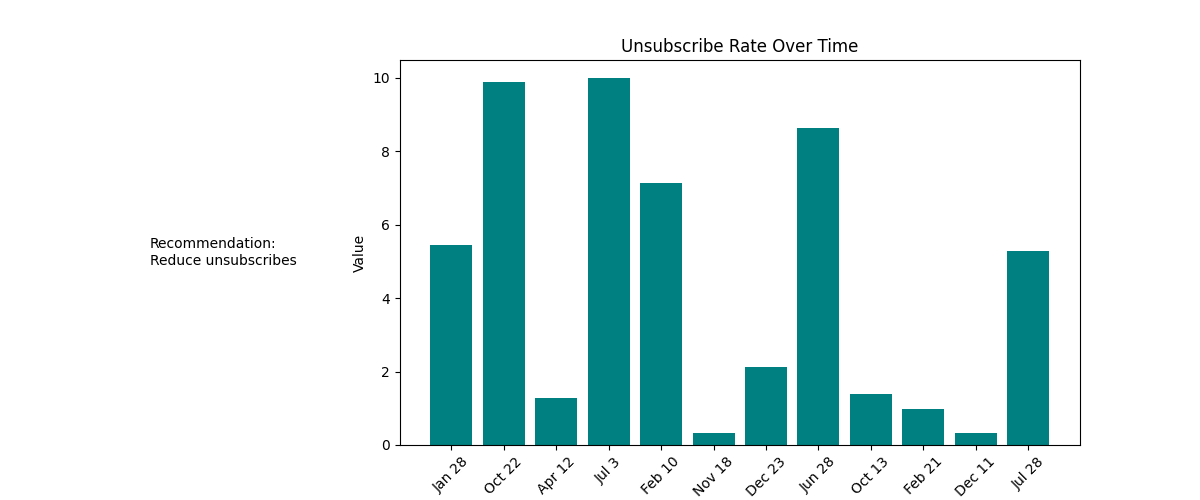 Unsubscribe Rate Over Time
Recommendation:
Reduce unsubscribes
Value
10
8
6
4
2
0
Jan 28
Oct 22
Apr 12
Jul 3
Feb 10
Nov 18
Dec 23
Jun 28
Oct 13
Feb 21
Dec 11
Jul 28